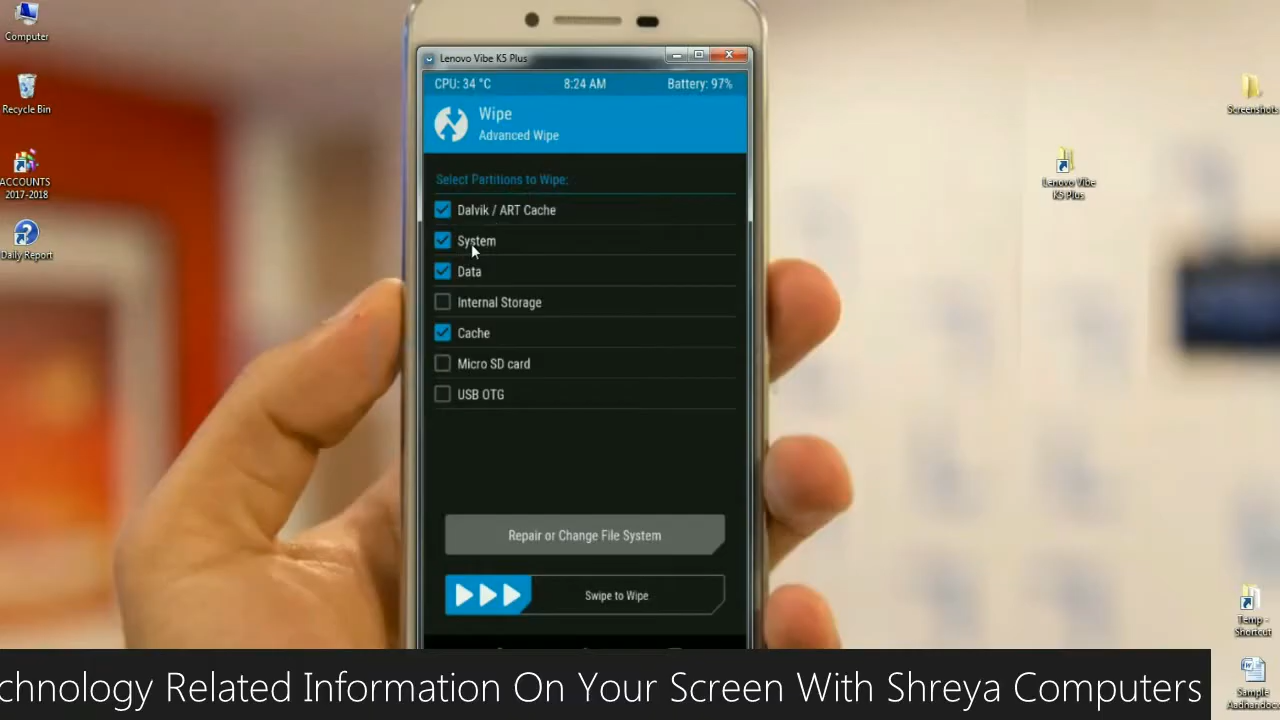 Computer
Recycle Bin
ACCOUNTS
2017-2018
Daily Report
Lenovo Vibe K5 Plus
CPU: 34 °C
8:24 AM
Battery: 97%
Wipe
Advanced Wipe
Select Partitions to Wipe:
Dalvik / ART Cache
System
Data
Internal Storage
Cache
Micro SD card
USB OTG
Repair or Change File System
Swipe to Wipe
Screenshots
Lenovo Vibe
K5 Plus
Temp -
Shortcut
Sample
chnology Related Information On Your Screen With Shreya Computers